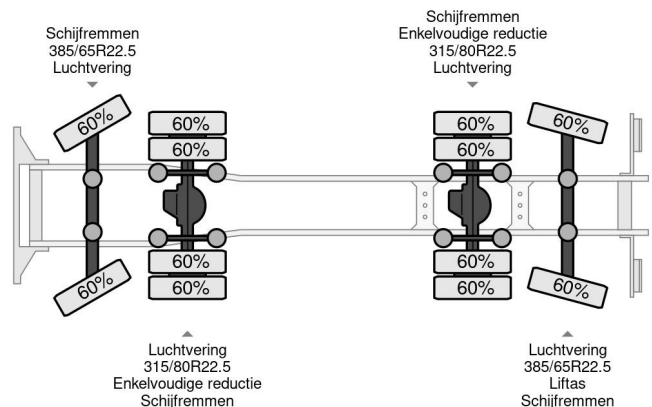 Schijfremmen
385/65R22.5
Luchtvering
Schijfremmen
Enkelvoudige reductie
315/80R22.5
Luchtvering
60%
60%
60%
60%
60%
60%
60%
60%
60%
60%
60%
60%
Luchtvering
315/80R22.5
Enkelvoudige reductie
Schijfremmen
Luchtvering
385/65R22.5
Liftas
Schijfremmen